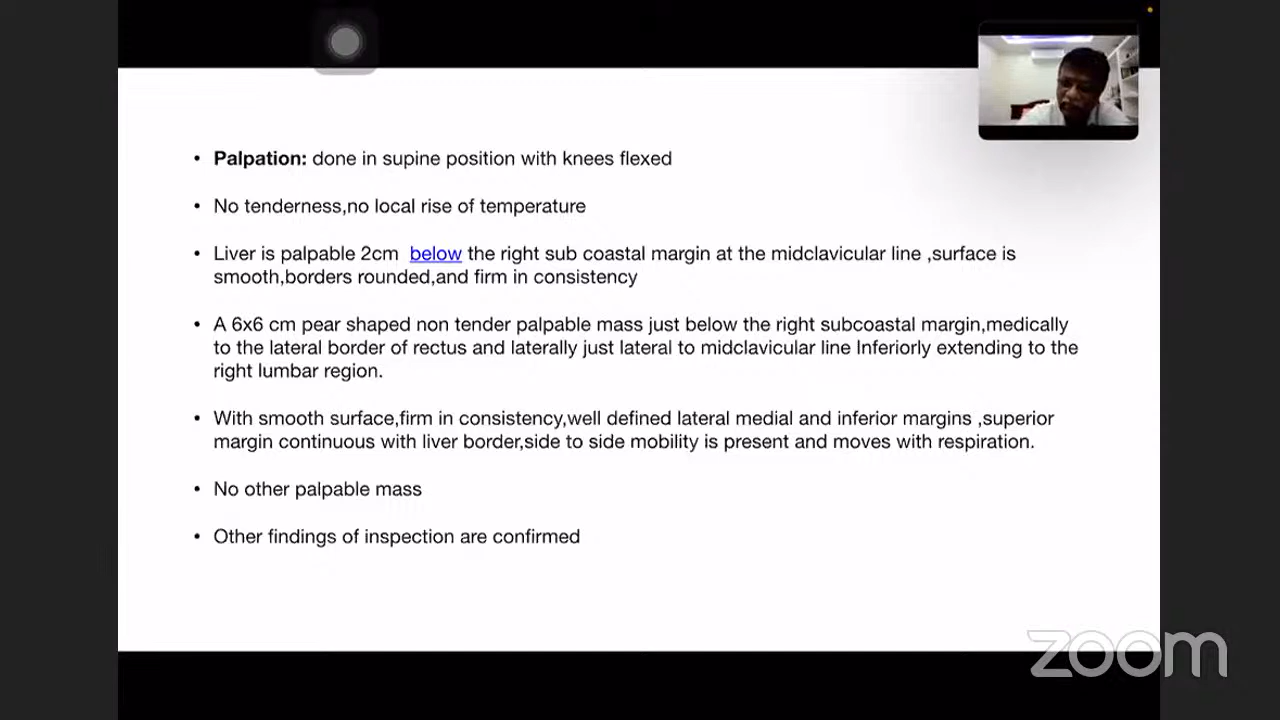 • Palpation: done in supine position with knees flexed
• No tenderness,no local rise of temperature
• Liver is palpable 2cm below the right sub coastal margin at the midclavicular line ,surface is
smooth,borders rounded,and firm in consistency
• A 6x6 cm pear shaped non tender palpable mass just below the right subcoastal margin,medically
to the lateral border of rectus and laterally just lateral to midclavicular line Inferiorly extending to the
right lumbar region.
• With smooth surface,firm in consistency,well defined lateral medial and inferior margins ,superior
margin continuous with liver border,side to side mobility is present and moves with respiration.
• No other palpable mass
• Other findings of inspection are confirmed
zoom